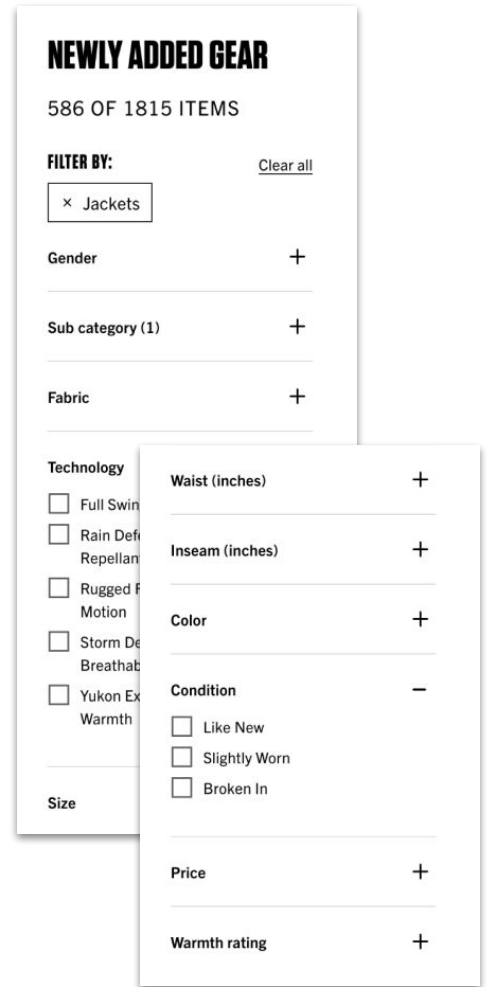 NEWLY ADDED GEAR
586 OF 1815 ITEMS
FILTER BY:
Clear all
× Jackets
Gender
Sub category (1)
Fabric
Technology
Full Swin
Rain Def
Repellan
Rugged
Motion
Storm De
Breathab
Yukon Ex
Warmth
Size
Waist (inches)
Inseam (inches)
Color
Condition
Like New
Slightly Worn
Broken In
Price
Warmth rating